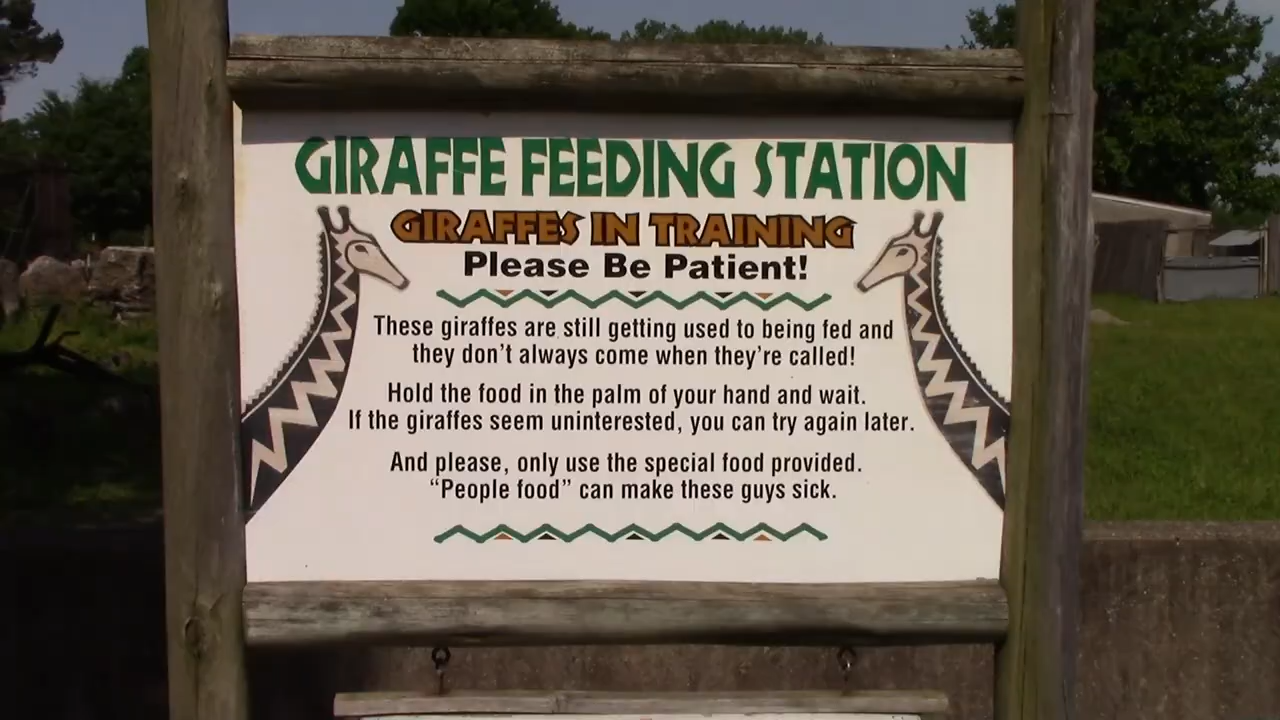 GIRAFFE FEEDING STATION
GIRAFFES IN TRAINING
Please Be Patient!
These giraffes are still getting used to being fed and
they don't always come when they're called!
Hold the food in the palm of your hand and wait.
If the giraffes seem uninterested, you can try again later.
And please, only use the special food provided.
“People food” can make these guys sick.